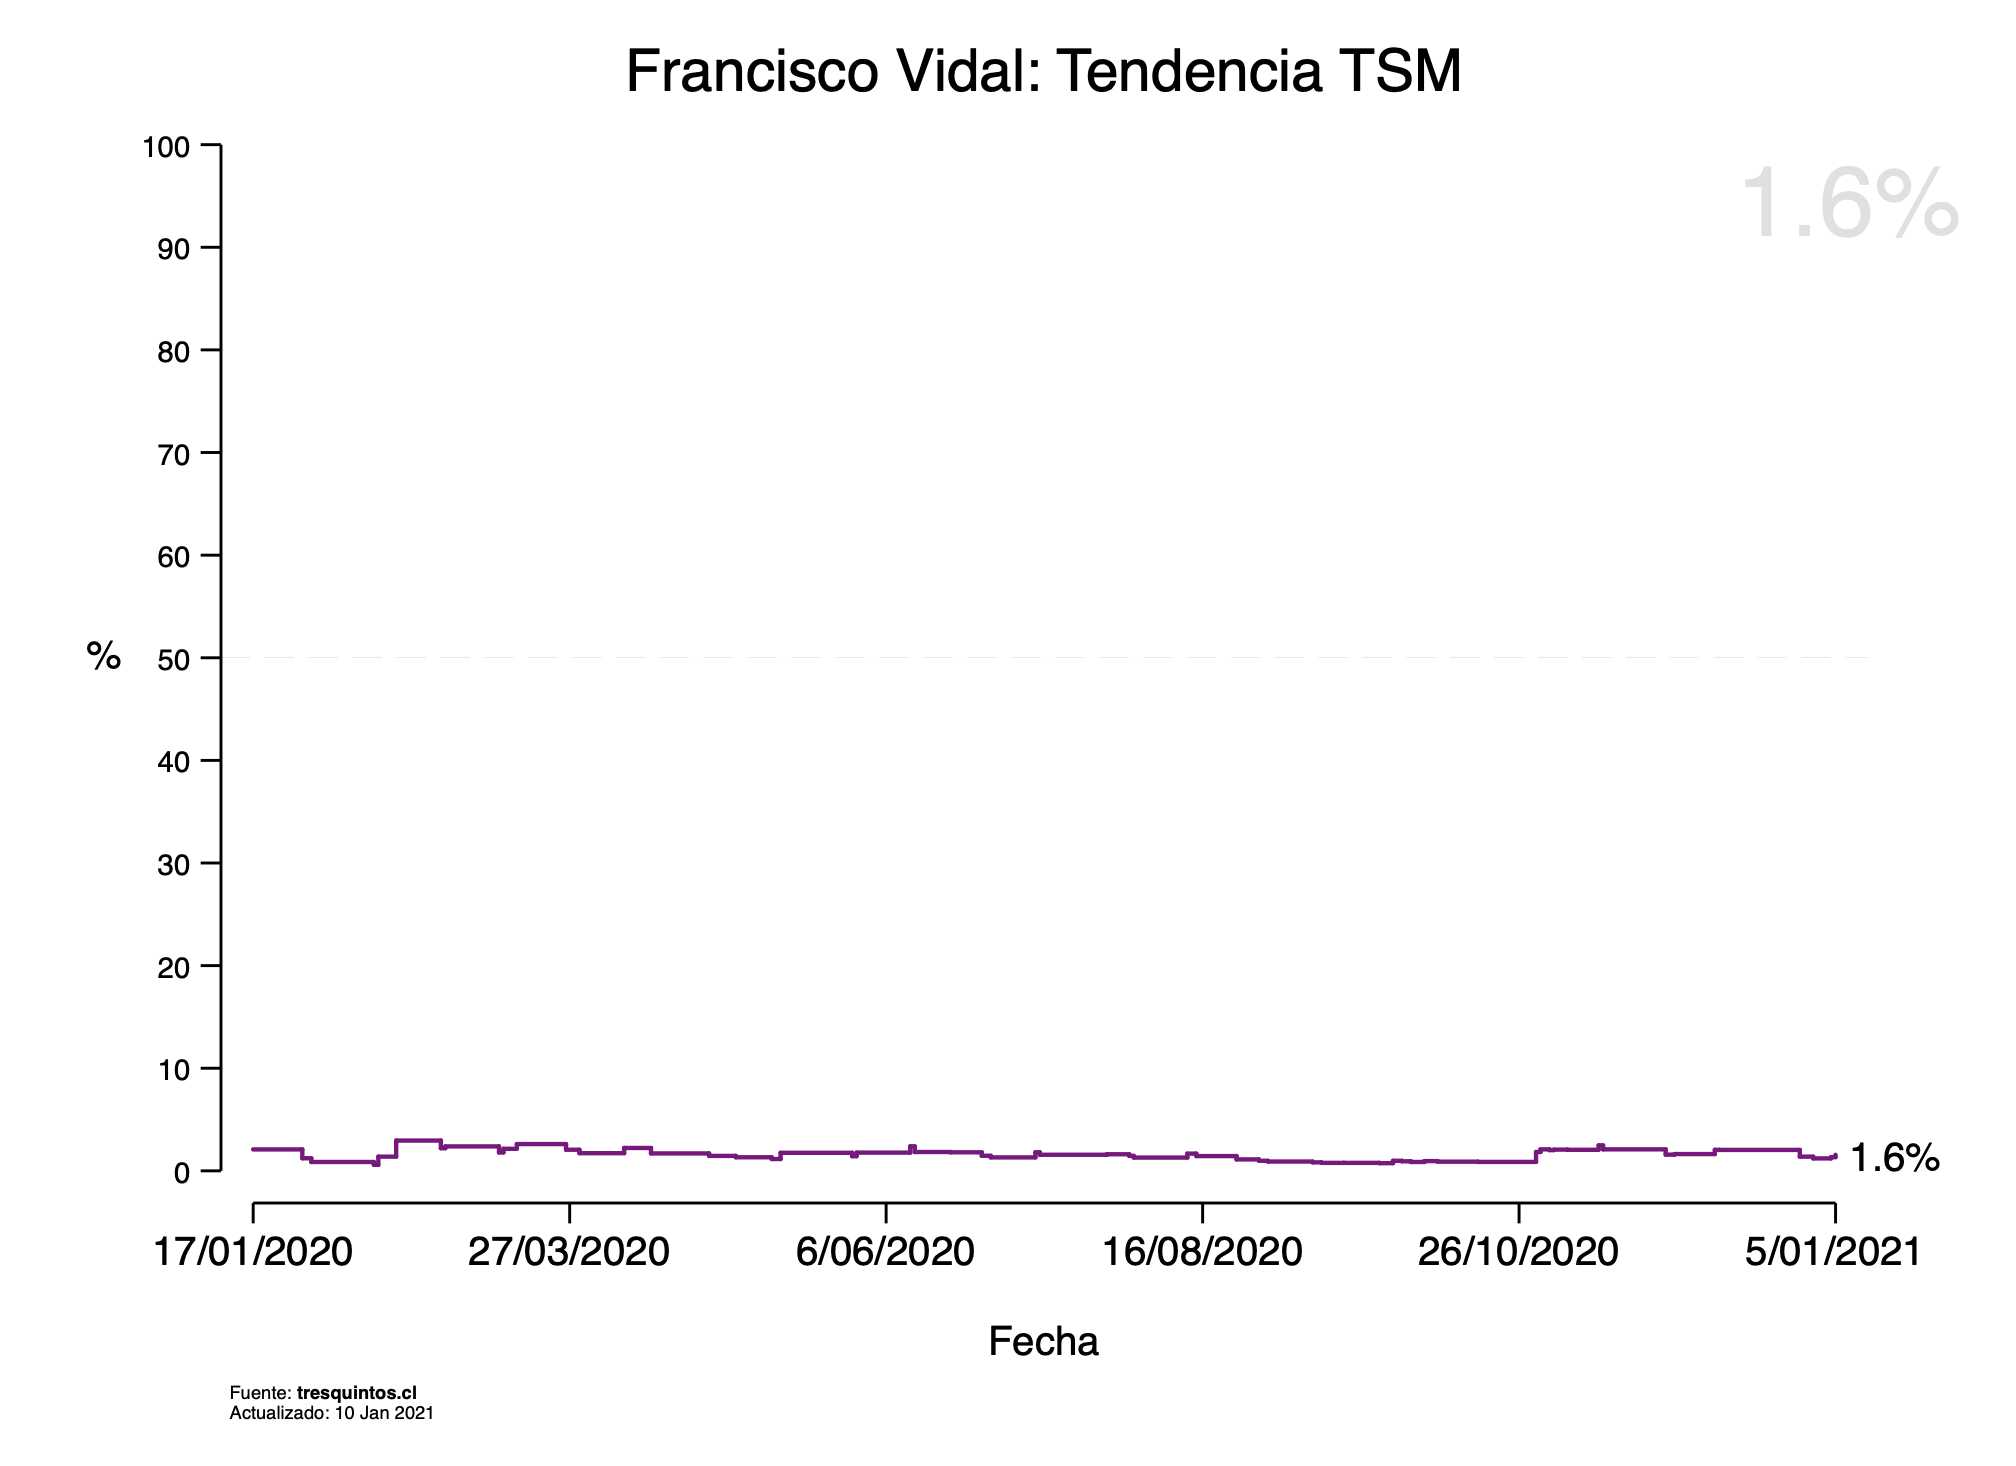 Francisco Vidal: Tendencia TSM
1.6%
100
90
80
70
60
% 50
40
30
20
10
0
1.6%
17/01/2020 27/03/2020 6/06/2020 16/08/2020 26/10/2020 5/01/2021
Fecha
Fuente: tresquintos.cl
Actualizado: 10 Jan 2021